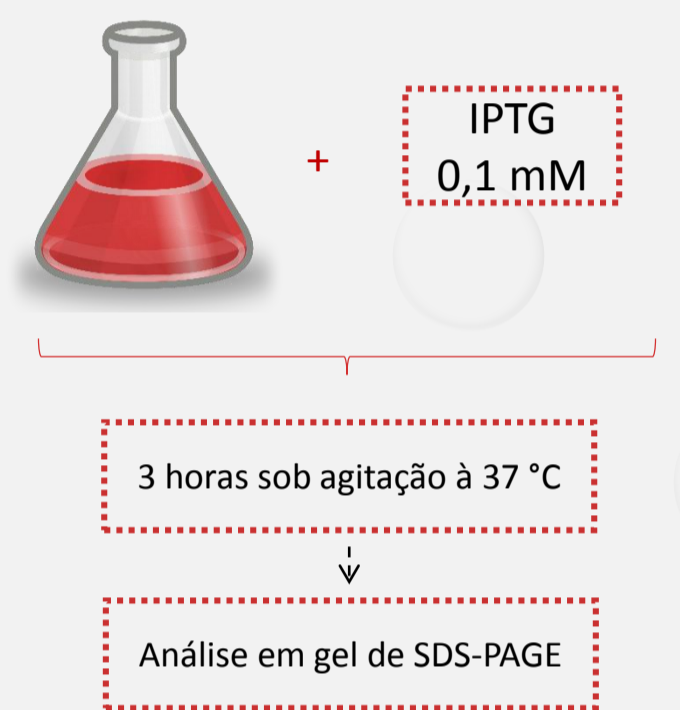 +
IPTG
0,1 mM
3 horas sob agitação à 37 °C
Análise em gel de SDS-PAGE